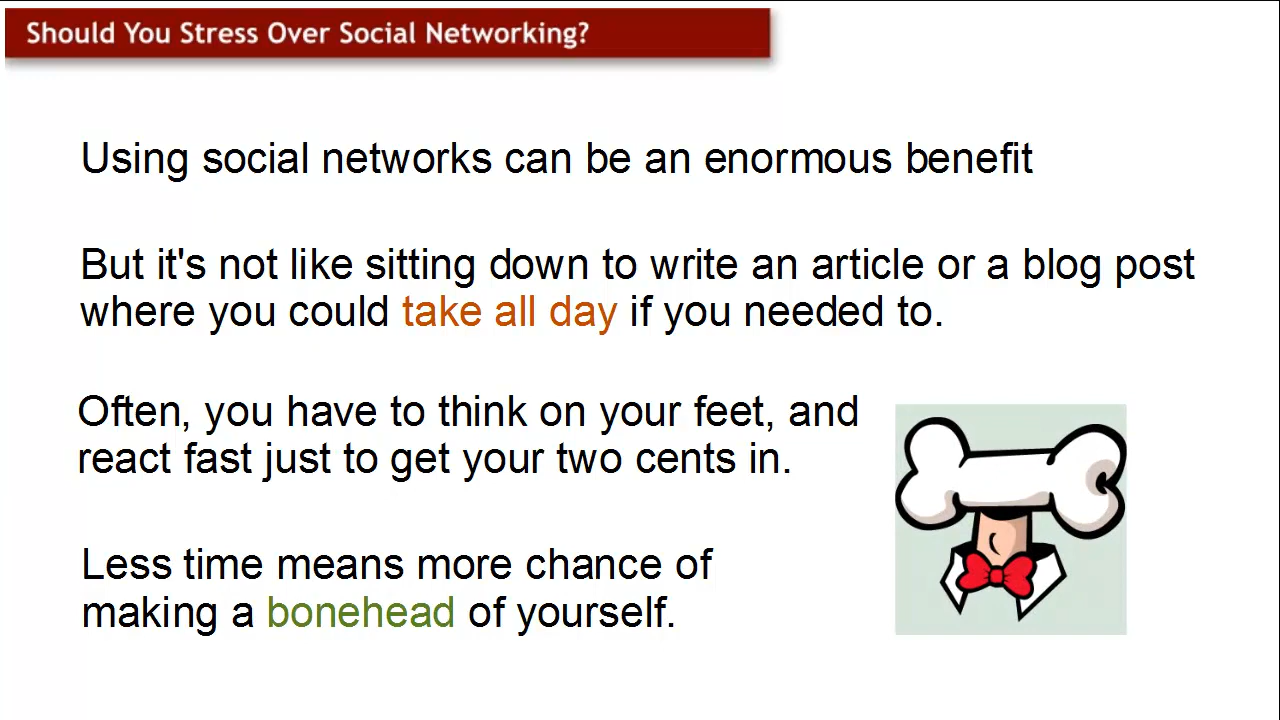 Should You Stress Over Social Networking?
Using social networks can be an enormous benefit
But it's not like sitting down to write an article or a blog post
where you could take all day if you needed to.
Often, you have to think on your feet, and
react fast just to get your two cents in.
Less time means more chance of
making a bonehead of yourself.